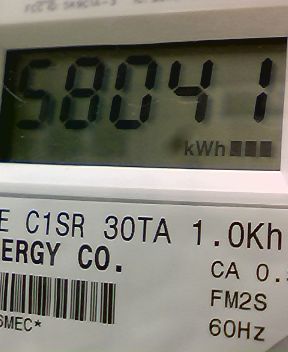 58041
kWh
E C1SR 30TA 1.0Kh
ERGY CO.
CA 0.
FM2S
60Hz
SMEC*